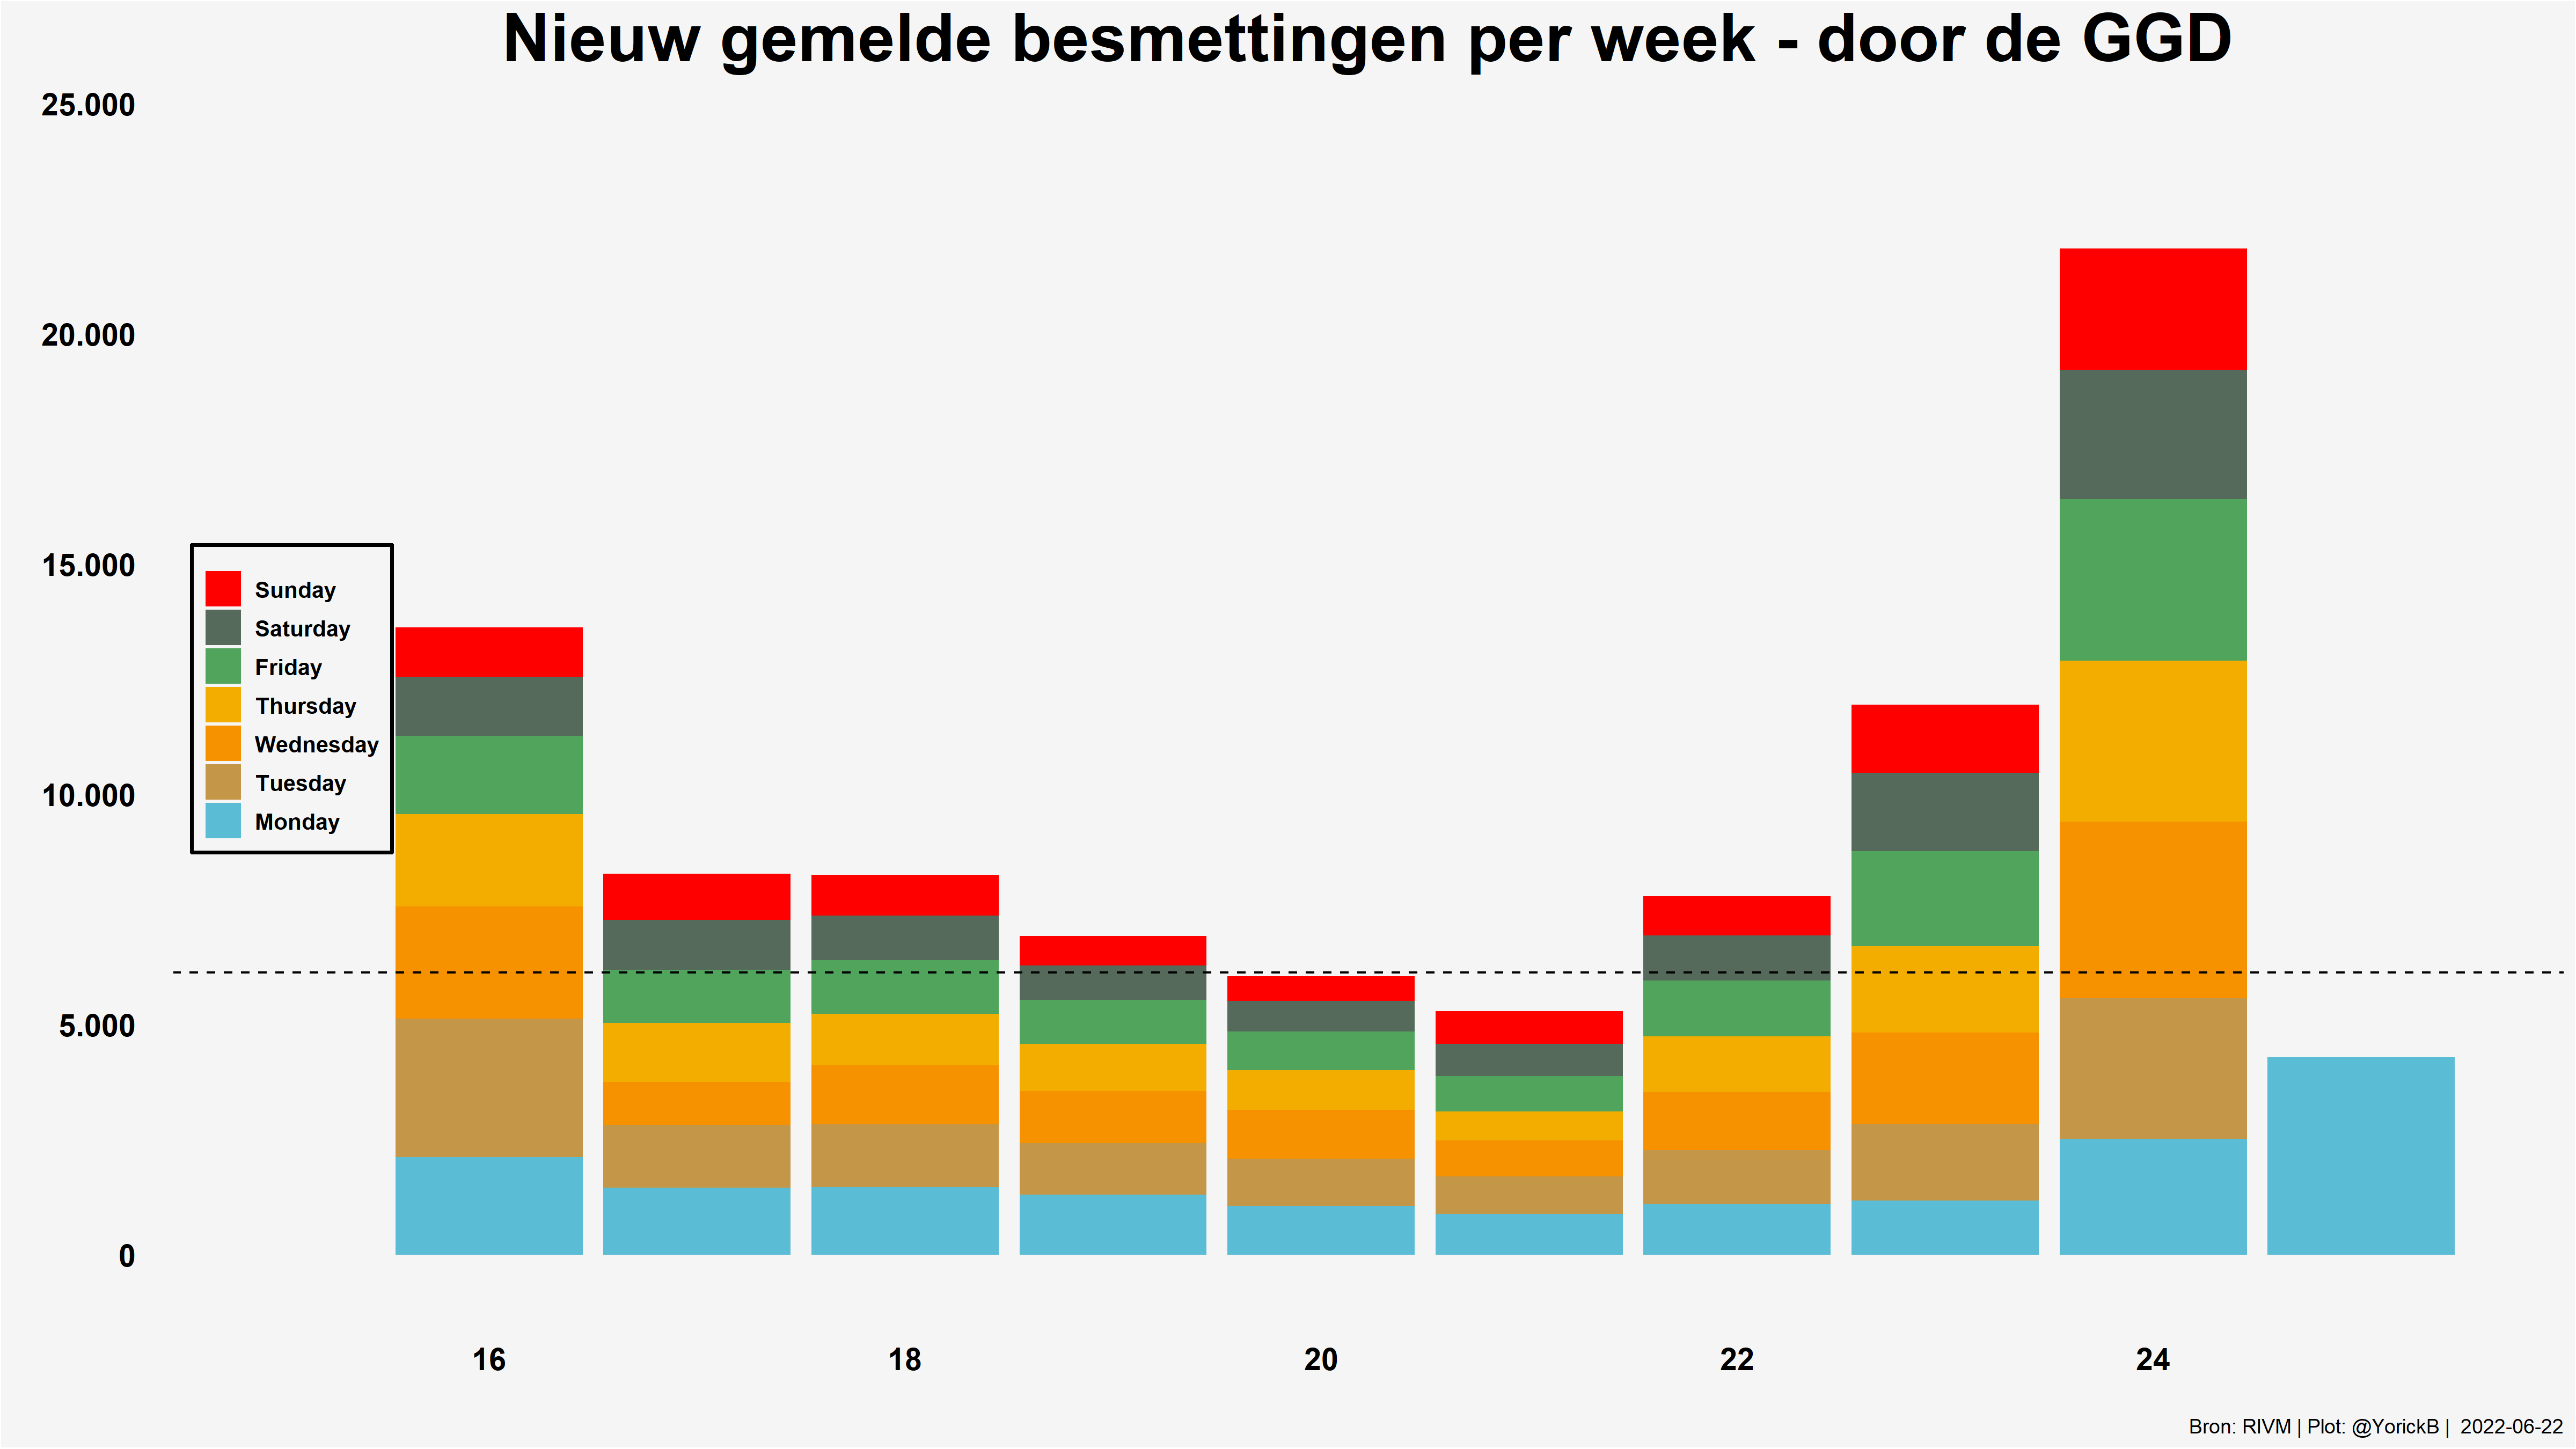 Nieuw gemelde besmettingen per week - door de GGD
25.000
20.000
15.000
10.000
5.000
0
Sunday
Saturday
Friday
Thursday
Wednesday
Tuesday
Monday
16 18 20 22 24
Bron: RIVM | Plot: @YorickB | 2022-06-22